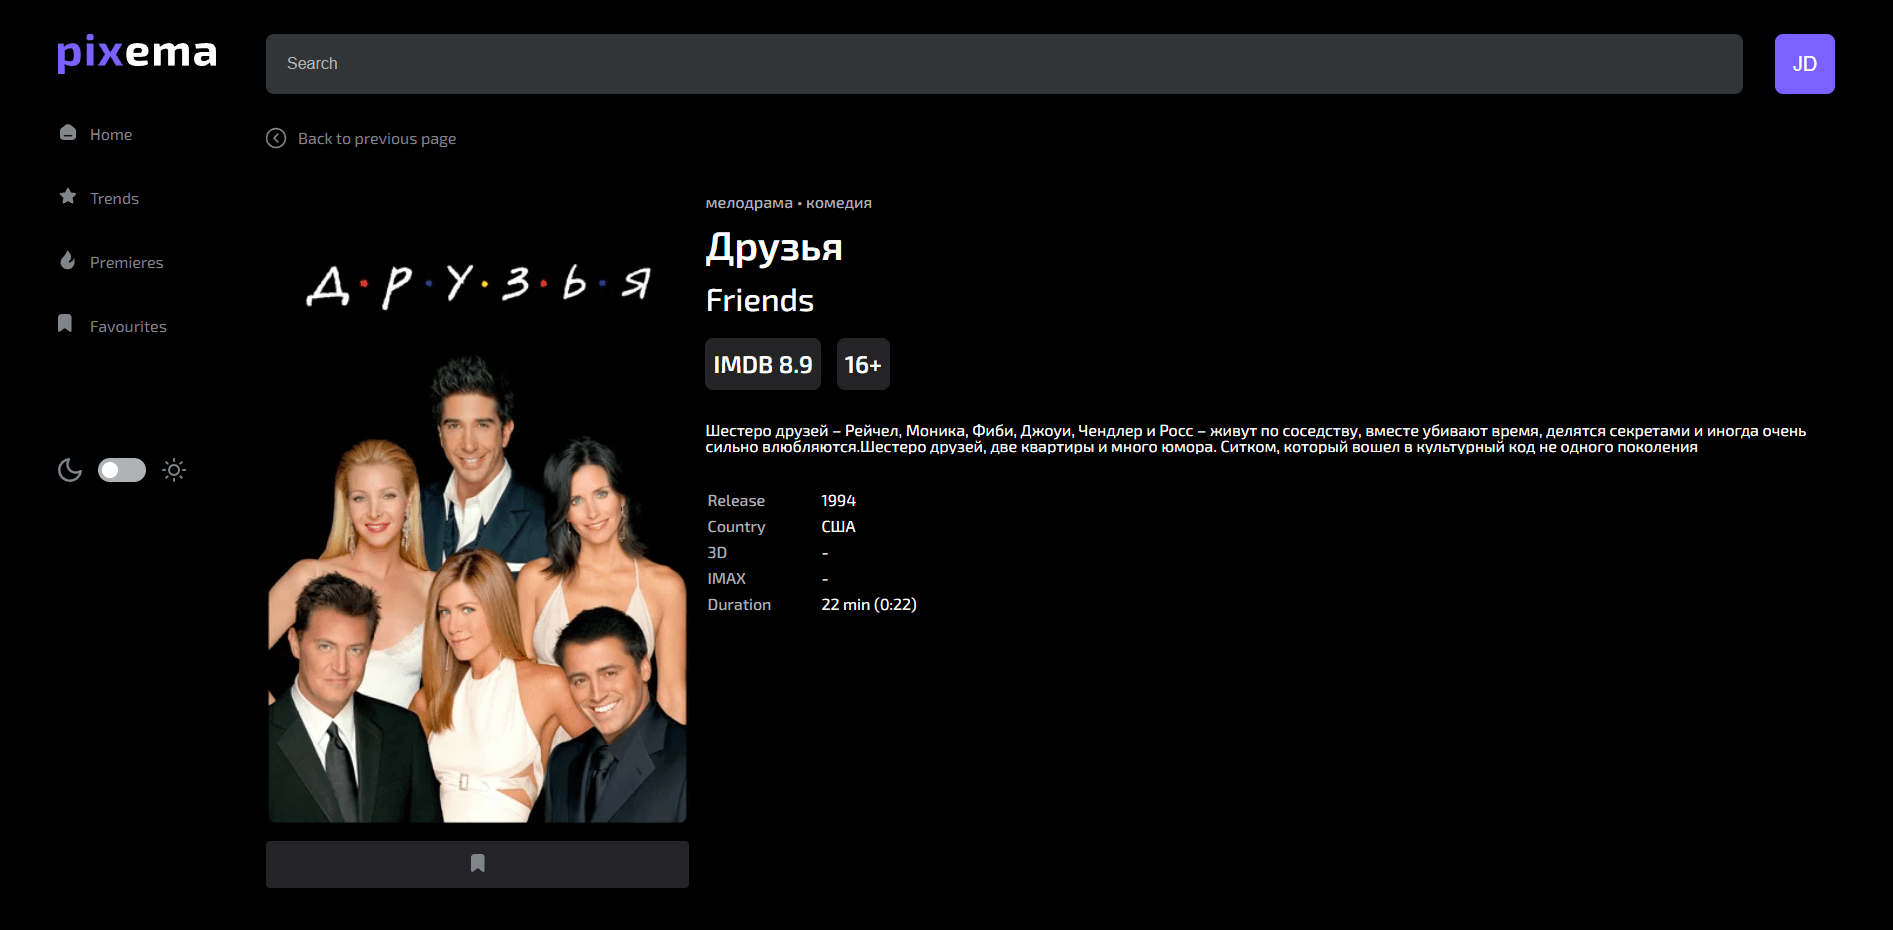 pixema
Search
JD
Home
Trends
Premieres
Favourites
Back to previous page
Д·Р·У·З·Ь·Я
мелодрама • комедия
Друзья
Friends
IMDB 8.9
16+
Шестеро друзей – Рейчел, Моника, Фиби, Джоуи, Чендлер и Росс – живут по соседству, вместе убивают время, делятся секретами и иногда очень
сильно влюбляются.Шестеро друзей, две квартиры и много юмора. Ситком, который вошел в культурный код не одного поколения
Release 1994
Country США
3D -
IMAX -
Duration 22 min (0:22)